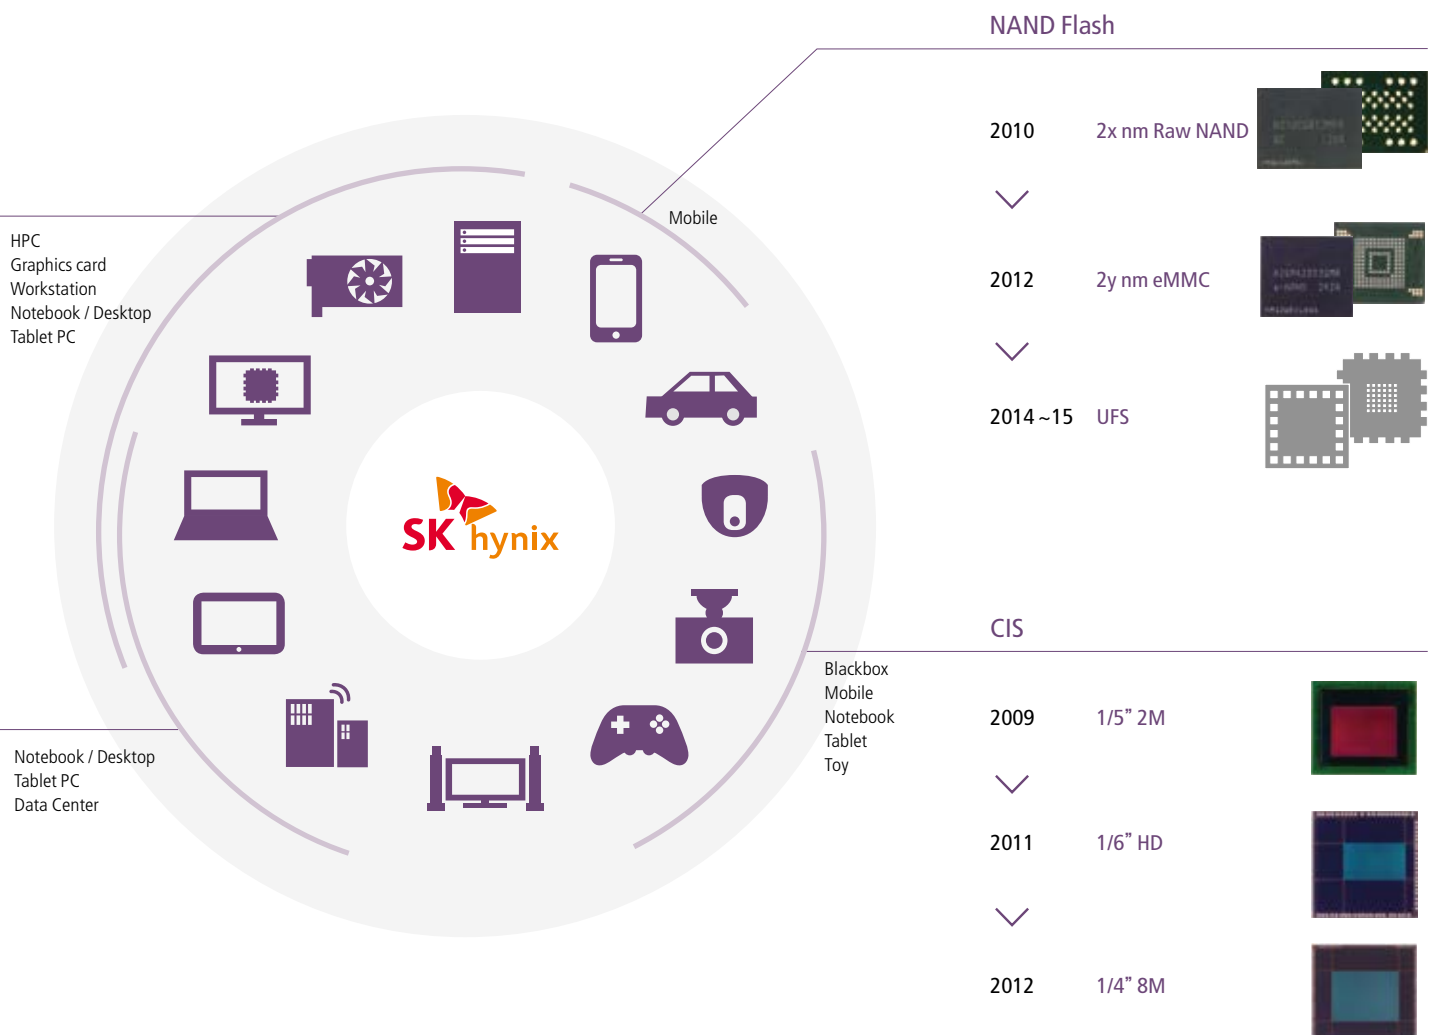 NAND Flash
2010 2x nm Raw NAND
2012 2y nm eMMC
2014~15 UFS
Mobile
HPC
Graphics card
Workstation
Notebook / Desktop
Tablet PC
SK hynix
Notebook / Desktop
Tablet PC
Data Center
CIS
Blackbox
Mobile
Notebook
Tablet
Toy
2009 1/5” 2M
2011 1/6” HD
2012 1/4” 8M